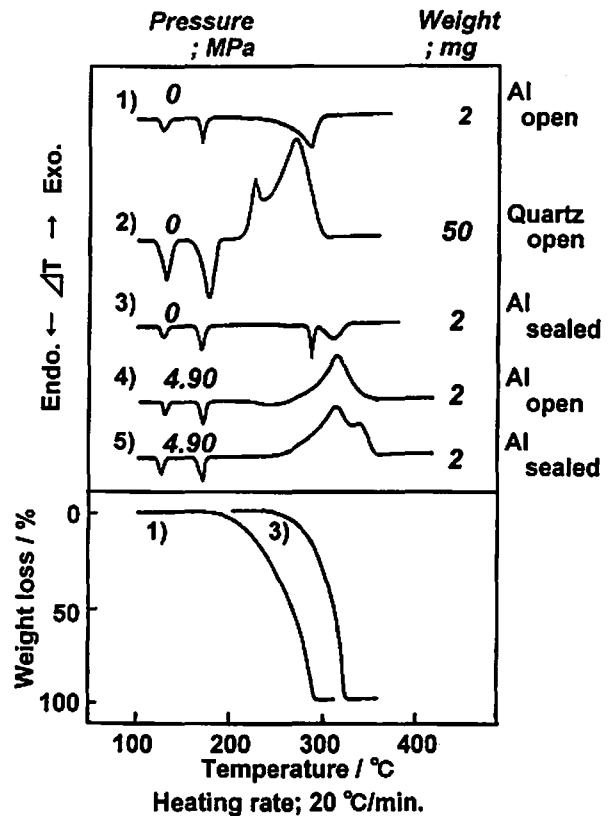 Pressure ; MPa
Weight ; mg
1) 0 2 Al open
2) 0 50 Quartz open
3) 0 2 Al sealed
4) 4.90 2 Al open
5) 4.90 2 Al sealed
Endo. ← ⊿T → Exo.
0
50
100
Weight loss / %
1) 3)
100 200 300 400
Temperature / °C
Heating rate; 20 °C/min.